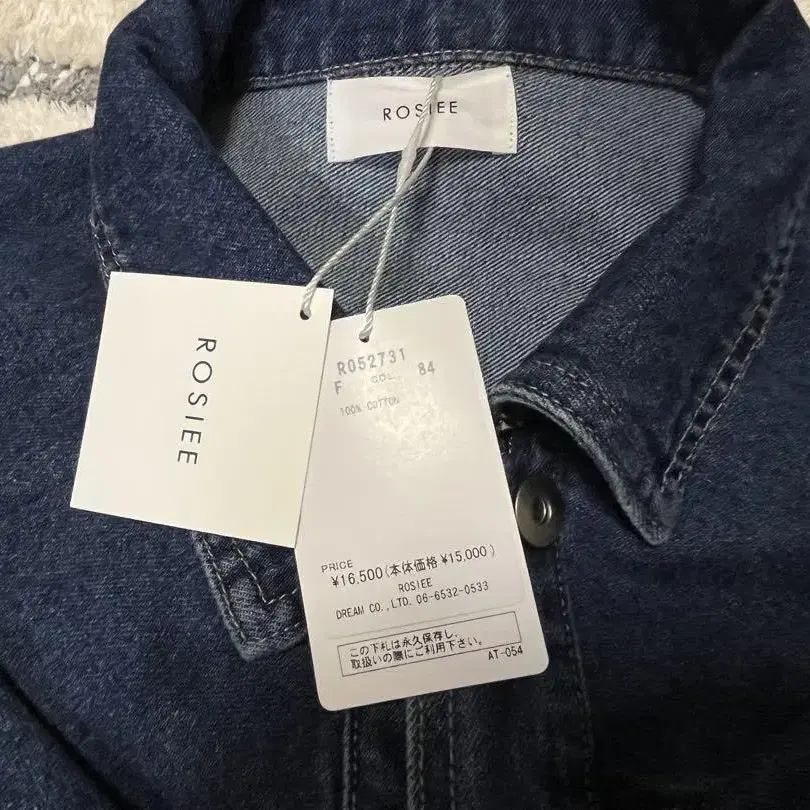 ROSIEE
ROSIEE
R052731
F COL. 84
100% COTTON
PRICE
¥16,500(本体価格 ¥15,000)
ROSIEE
DREAM CO.,LTD. 06-6532-0533
この下札は永久保存し、
取扱いの際にご利用下さい。
AT-054